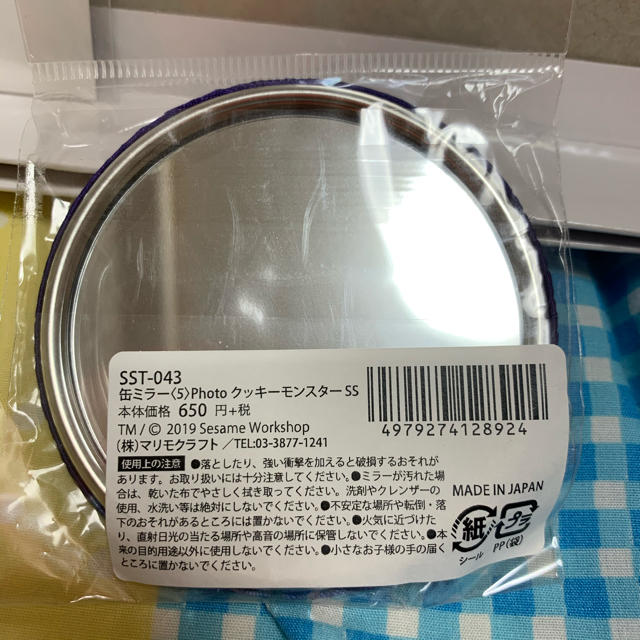 SST-043
缶ミラー〈5〉Photo クッキーモンスター SS
本体価格 650 円+税
TM / © 2019 Sesame Workshop
(株)マリモクラフト／TEL:03-3877-1241
4979274128924
使用上の注意 ●落としたり、強い衝撃を加えると破損するおそれが
あります。お取り扱いには十分注意してください。●ミラーが汚れた場
合は、乾いた布でやさしく拭き取ってください。洗剤やクレンザーの
使用、水洗い等は絶対にしないでください。●不安定な場所や転倒・落
下のおそれがあるところには置かないでください。●火気に近づけた
り、直射日光の当たる場所や高音の場所に保管しないでください。●本
来の目的用途以外に使用しないでください。●小さなお子様の手の届く
ところに置かないでください。
MADE IN JAPAN
紙
プラ
シール
PP(袋)